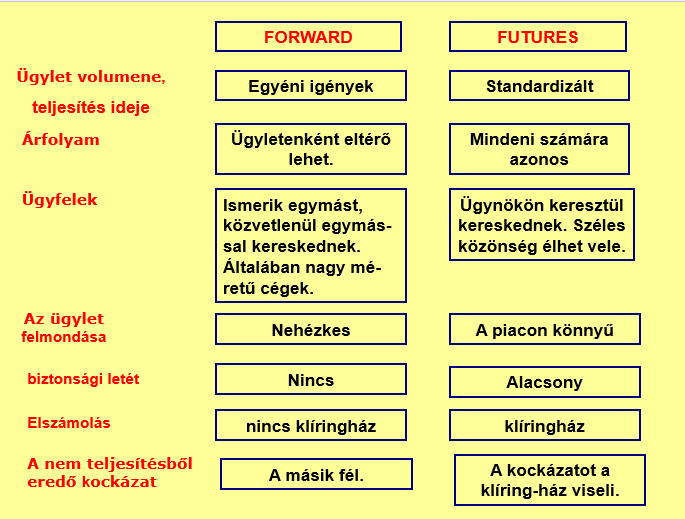 FORWARD
FUTURES
Ügylet volumene,
teljesítés ideje
Egyéni igények
Standardizált
Árfolyam
Ügyletenként eltérő
lehet.
Mindeni számára
azonos
Ügyfelek
Ismerik egymást,
közvetlenül egymás-
sal kereskednek.
Általában nagy mé-
retű cégek.
Ügynökön keresztül
kereskednek. Széles
közönség élhet vele.
Az ügylet
felmondása
Nehézkes
A piacon könnyű
biztonsági letét
Nincs
Alacsony
Elszámolás
nincs klíringház
klíringház
A nem teljesítésből
eredő kockázat
A másik fél.
A kockázatot a
klíring-ház viseli.